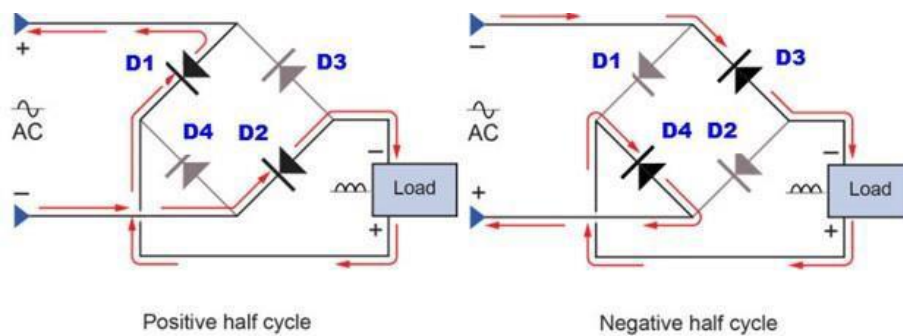 +
D1
D3
AC
D4
D2
−
−
Load
+
Positive half cycle
−
D1
D3
AC
D4
D2
−
+
Load
+
Negative half cycle